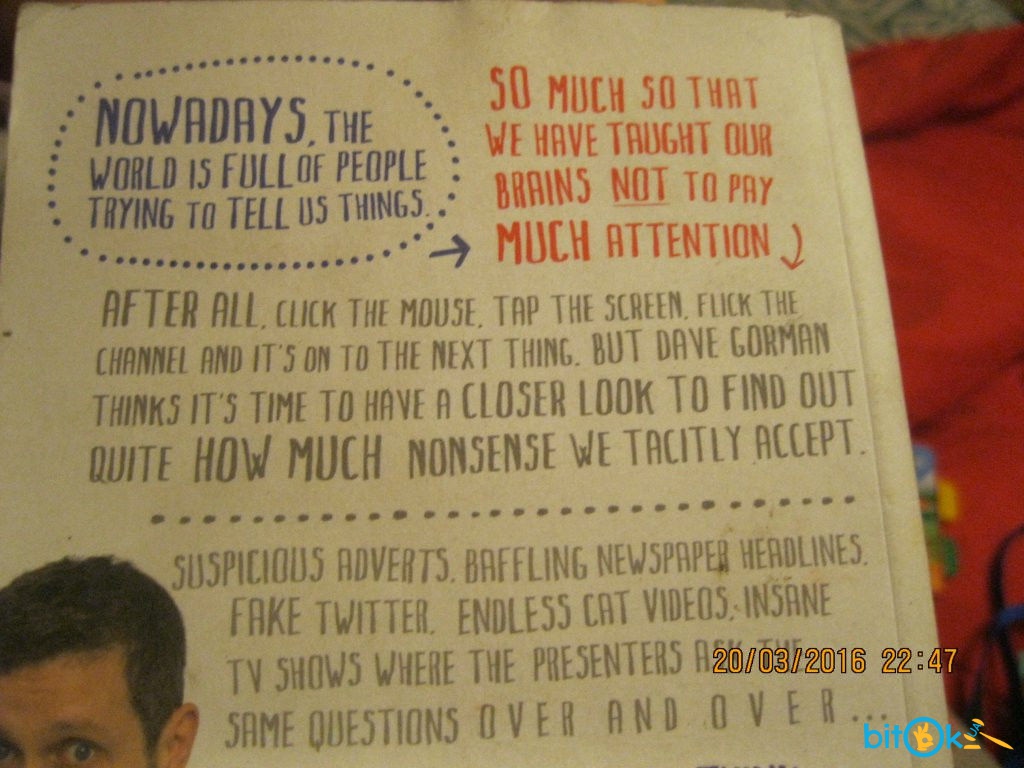 NOWADAYS, THE
WORLD IS FULL OF PEOPLE
TRYING TO TELL US THINGS.
SO MUCH SO THAT
WE HAVE TAUGHT OUR
BRAINS NOT TO PAY
MUCH ATTENTION
AFTER ALL, CLICK THE MOUSE, TAP THE SCREEN, FLICK THE
CHANNEL AND IT'S ON TO THE NEXT THING. BUT DAVE GORMAN
THINKS IT'S TIME TO HAVE A CLOSER LOOK TO FIND OUT
QUITE HOW MUCH NONSENSE WE TACITLY ACCEPT.
SUSPICIOUS ADVERTS. BAFFLING NEWSPAPER HEADLINES.
FAKE TWITTER. ENDLESS CAT VIDEOS. INSANE
TV SHOWS WHERE THE PRESENTERS ASK THE
SAME QUESTIONS OVER AND OVER...
20/03/2016 22:47
bitOk UA